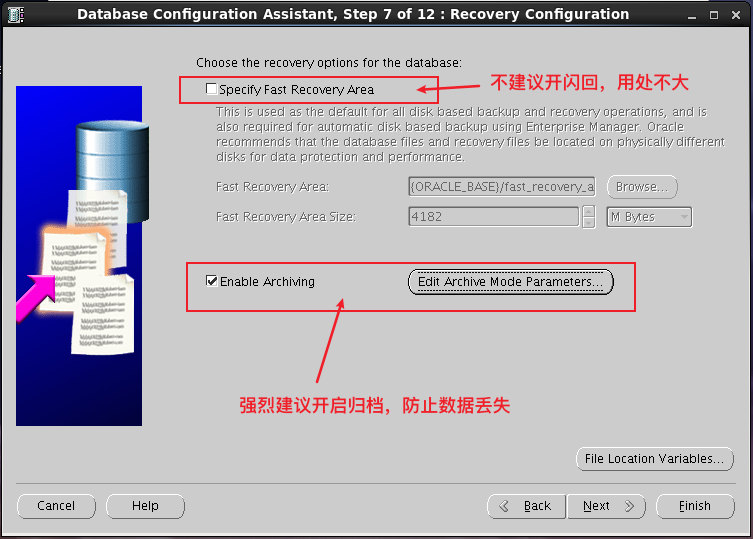 Database Configuration Assistant, Step 7 of 12 : Recovery Configuration
Choose the recovery options for the database:
Specify Fast Recovery Area
不建议开闪回，用处不大
This is used as the default for all disk based backup and recovery operations, and is
also required for automatic disk based backup using Enterprise Manager. Oracle
recommends that the database files and recovery files be located on physically different
disks for data protection and performance.
Fast Recovery Area: {ORACLE_BASE}/fast_recovery_a Browse...
Fast Recovery Area Size: 4182 M Bytes
Enable Archiving Edit Archive Mode Parameters...
强烈建议开启归档，防止数据丢失
File Location Variables...
Cancel Help Back Next Finish